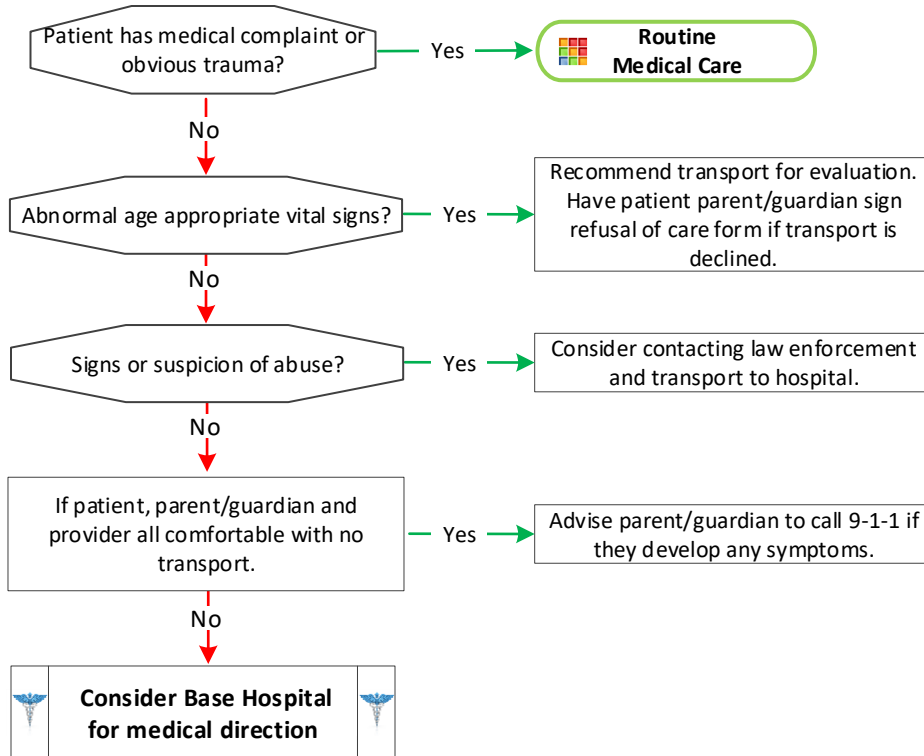 Patient has medical complaint or
obvious trauma?
Yes
Routine
Medical Care
No
Abnormal age appropriate vital signs?
Yes
Recommend transport for evaluation.
Have patient parent/guardian sign
refusal of care form if transport is
declined.
No
Signs or suspicion of abuse?
Yes
Consider contacting law enforcement
and transport to hospital.
No
If patient, parent/guardian and
provider all comfortable with no
transport.
Yes
Advise parent/guardian to call 9-1-1 if
they develop any symptoms.
No
Consider Base Hospital
for medical direction